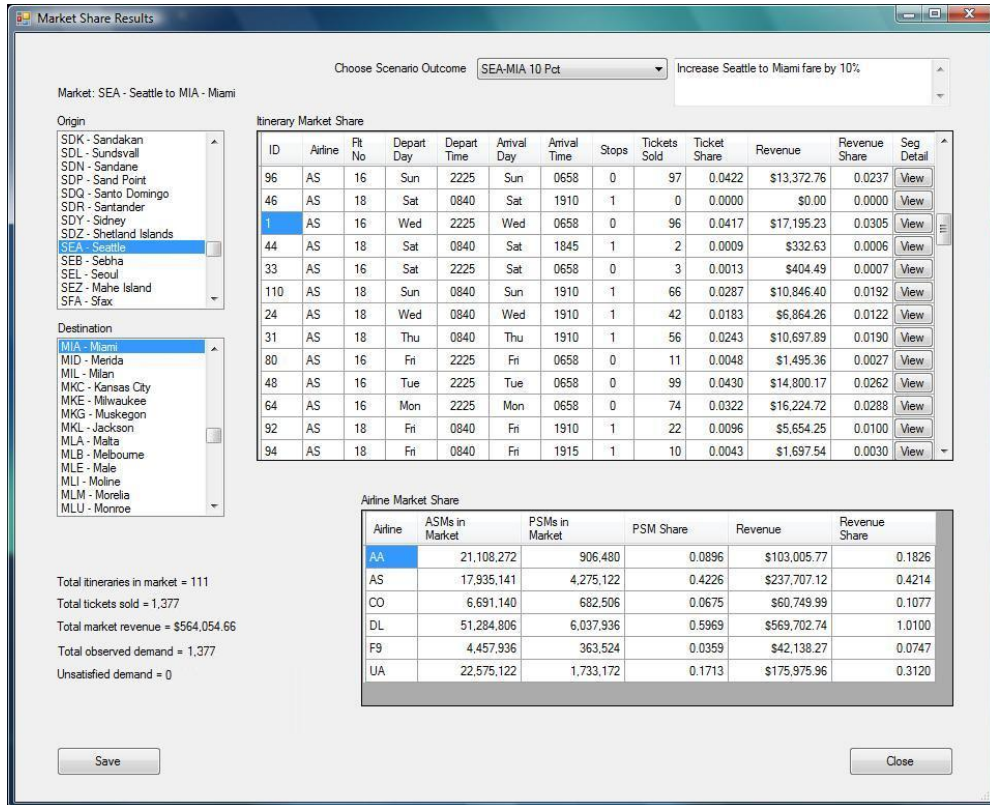 Market Share Results
Choose Scenario Outcome SEA-MIA 10 Pct Increase Seattle to Miami fare by 10%
Market: SEA - Seattle to MIA - Miami
Origin
SDK - Sandakan
SDL - Sundsvall
SDN - Sandane
SDP - Sand Point
SDQ - Santo Domingo
SDR - Santander
SDY - Sidney
SDZ - Shetland Islands
SEA - Seattle
SEB - Sebha
SEL - Seoul
SEZ - Mahe Island
SFA - Sfax
Destination
MIA - Miami
MID - Merida
MIL - Milan
MKC - Kansas City
MKE - Milwaukee
MKG - Muskegon
MKL - Jackson
MLA - Malta
MLB - Melbourne
MLE - Male
MLI - Moline
MLM - Morelia
MLU - Monroe
Itinerary Market Share
ID Airline Flt No Depart Day Depart Time Arrival Day Arrival Time Stops Tickets Sold Ticket Share Revenue Revenue Share Seg Detail
96 AS 16 Sun 2225 Sun 0658 0 97 0.0422 $13,372.76 0.0237 View
46 AS 18 Sat 0840 Sat 1910 1 0 0.0000 $0.00 0.0000 View
1 AS 16 Wed 2225 Wed 0658 0 96 0.0417 $17,195.23 0.0305 View
44 AS 18 Sat 0840 Sat 1845 1 2 0.0009 $332.63 0.0006 View
33 AS 16 Sat 2225 Sat 0658 0 3 0.0013 $404.49 0.0007 View
110 AS 18 Sun 0840 Sun 1910 1 66 0.0287 $10,846.40 0.0192 View
24 AS 18 Wed 0840 Wed 1910 1 42 0.0183 $6,864.26 0.0122 View
31 AS 18 Thu 0840 Thu 1910 1 56 0.0243 $10,697.89 0.0190 View
80 AS 16 Fri 2225 Fri 0658 0 11 0.0048 $1,495.36 0.0027 View
48 AS 16 Tue 2225 Tue 0658 0 99 0.0430 $14,800.17 0.0262 View
64 AS 16 Mon 2225 Mon 0658 0 74 0.0322 $16,224.72 0.0288 View
92 AS 18 Fri 0840 Fri 1910 1 22 0.0096 $5,654.25 0.0100 View
94 AS 18 Fri 0840 Fri 1915 1 10 0.0043 $1,697.54 0.0030 View
Airline Market Share
Airline ASMs in Market PSMs in Market PSM Share Revenue Revenue Share
AA 21,108,272 906,480 0.0896 $103,005.77 0.1826
AS 17,935,141 4,275,122 0.4226 $237,707.12 0.4214
CO 6,691,140 682,506 0.0675 $60,749.99 0.1077
DL 51,284,806 6,037,936 0.5969 $569,702.74 1.0100
F9 4,457,936 363,524 0.0359 $42,138.27 0.0747
UA 22,575,122 1,733,172 0.1713 $175,975.96 0.3120
Total itineraries in market = 111
Total tickets sold = 1,377
Total market revenue = $564,054.66
Total observed demand = 1,377
Unsatisfied demand = 0
Save
Close